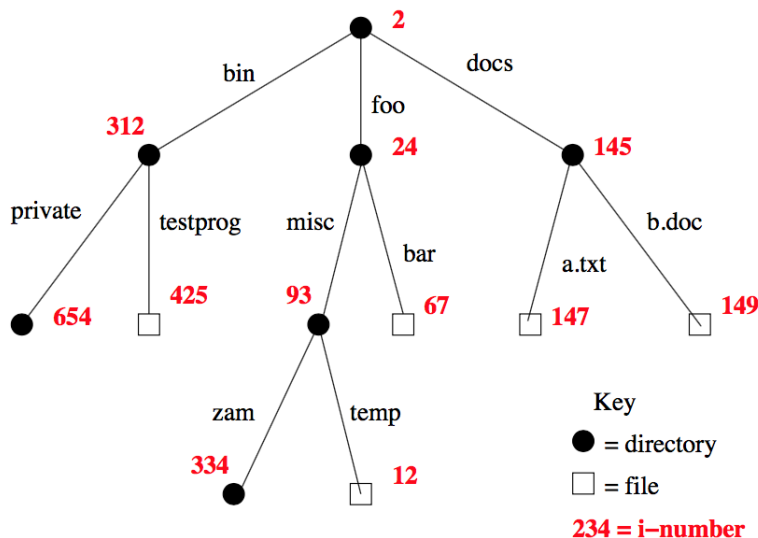 2
bin
docs
foo
312
24
145
private
testprog
misc
bar
a.txt
b.doc
654
425
93
67
147
149
zam
temp
334
12
Key
= directory
= file
234 = i−number